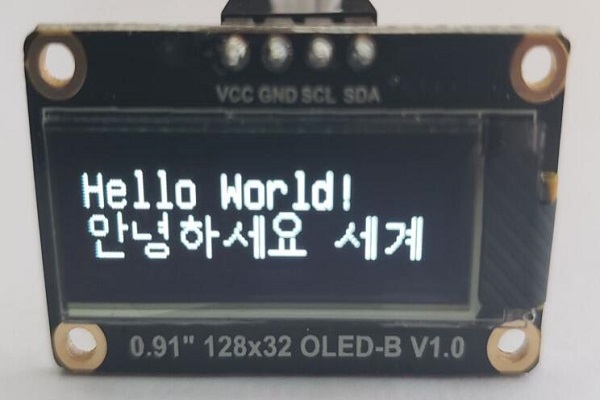 VCC GND SCL SDA
Hello World!
안녕하세요 세계
0.91" 128x32 OLED-B V1.0